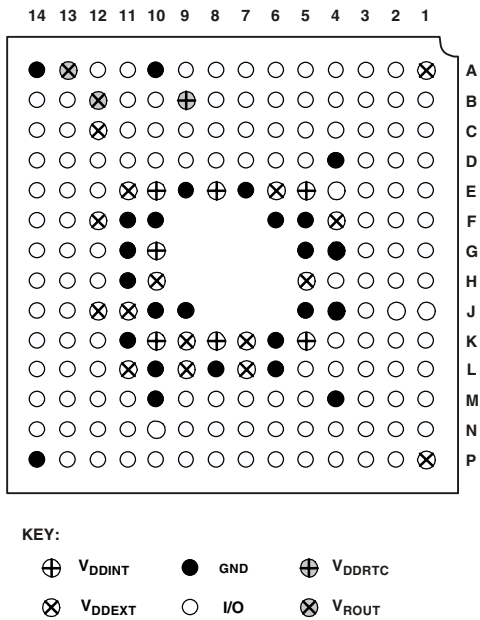 14 13 12 11 10 9 8 7 6 5 4 3 2 1
A
B
C
D
E
F
G
H
J
K
L
M
N
P
KEY:
VDDINT GND VDDRTC
VDDEXT I/O VROUT